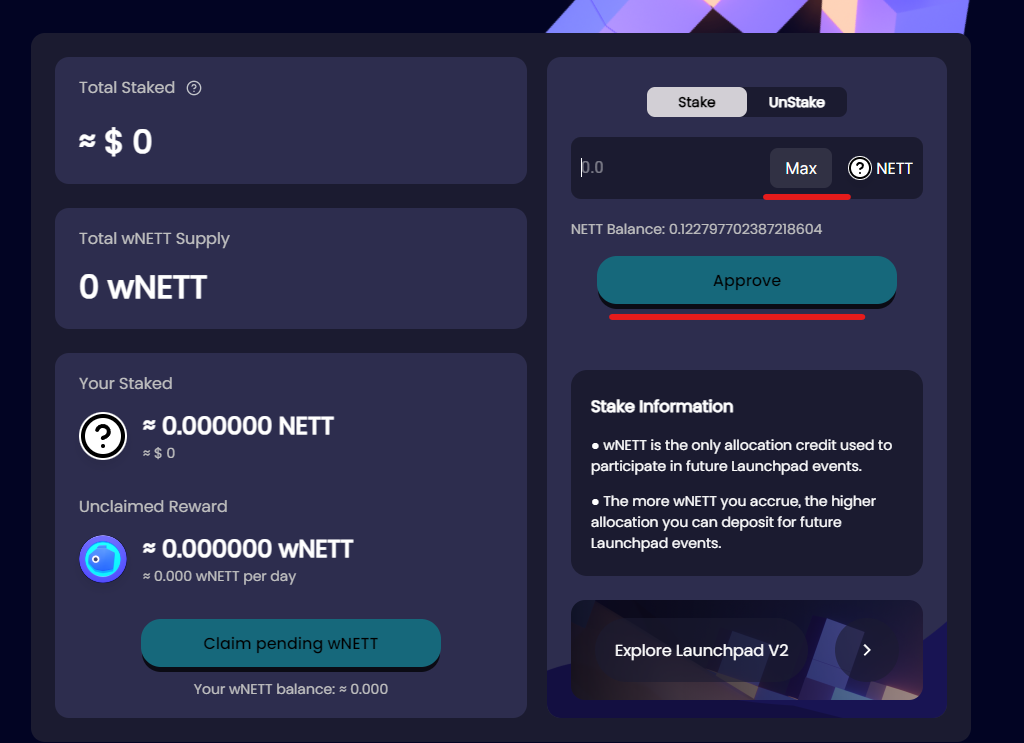 Total Staked ?
≈ $ 0
Total wNETT Supply
0 wNETT
Your Staked
?
≈ 0.000000 NETT
≈ $ 0
Unclaimed Reward
≈ 0.000000 wNETT
≈ 0.000 wNETT per day
Claim pending wNETT
Your wNETT balance: ≈ 0.000
Stake UnStake
0.0 Max ? NETT
NETT Balance: 0.122797702387218604
Approve
Stake Information
● wNETT is the only allocation credit used to
participate in future Launchpad events.
● The more wNETT you accrue, the higher
allocation you can deposit for future
Launchpad events.
Explore Launchpad V2